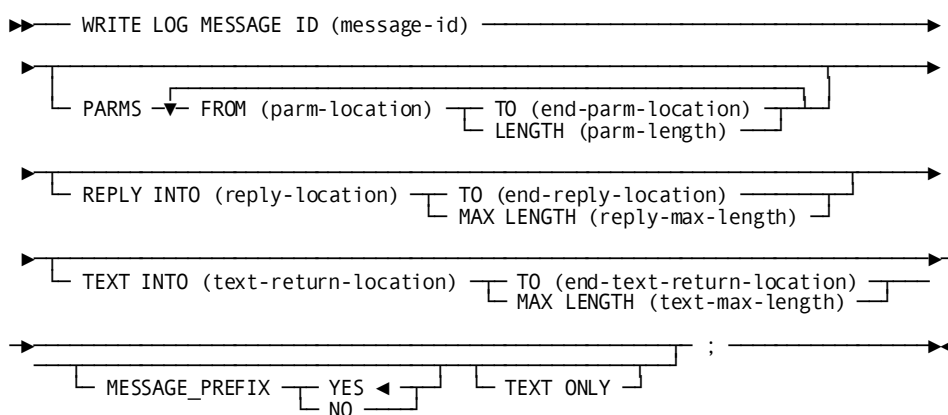 WRITE LOG MESSAGE ID (message-id)
PARMS FROM (parm-location) TO (end-parm-location)
LENGTH (parm-length)
REPLY INTO (reply-location) TO (end-reply-location)
MAX LENGTH (reply-max-length)
TEXT INTO (text-return-location) TO (end-text-return-location)
MAX LENGTH (text-max-length)
;
MESSAGE_PREFIX YES TEXT ONLY
NO